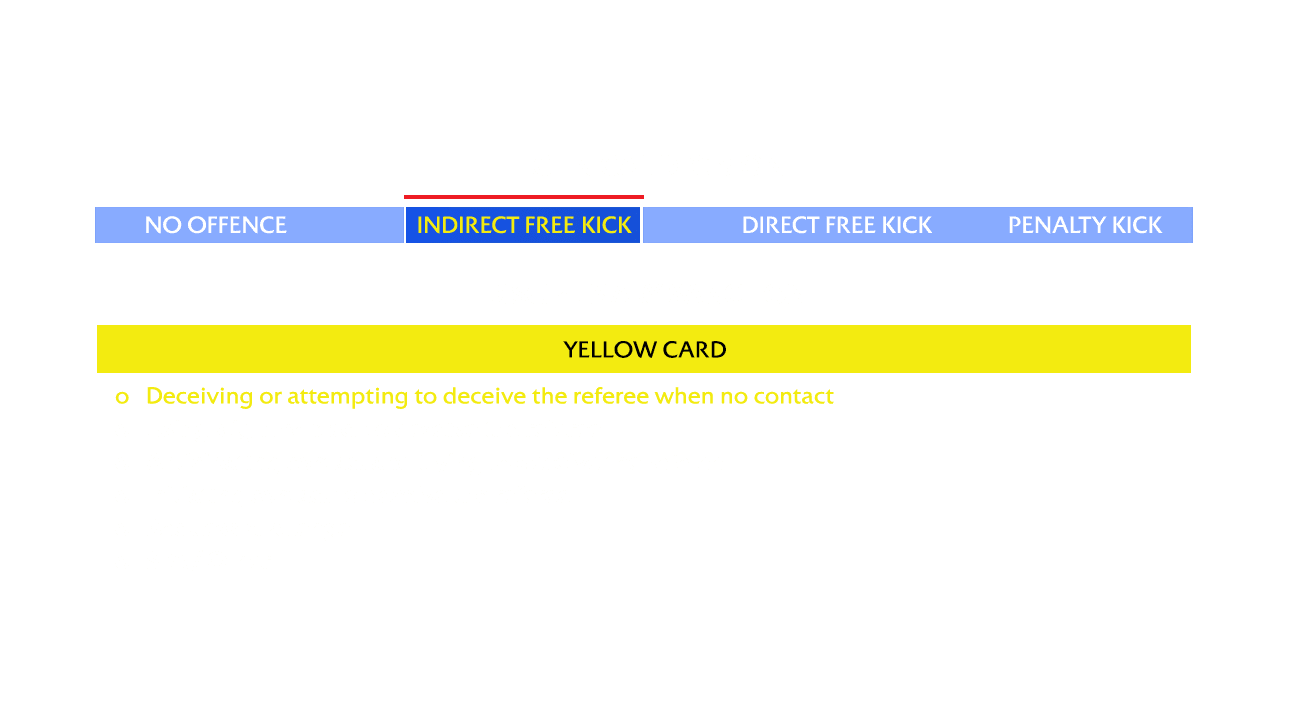 NO OFFENCE INDIRECT FREE KICK DIRECT FREE KICK PENALTY KICK
YELLOW CARD
o Deceiving or attempting to deceive the referee when no contact